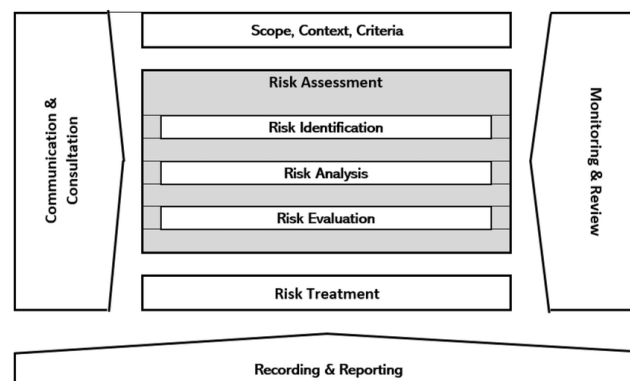 Scope, Context, Criteria
Risk Assessment
Risk Identification
Risk Analysis
Risk Evaluation
Risk Treatment
Communication &
Consultation
Monitoring & Review
Recording & Reporting